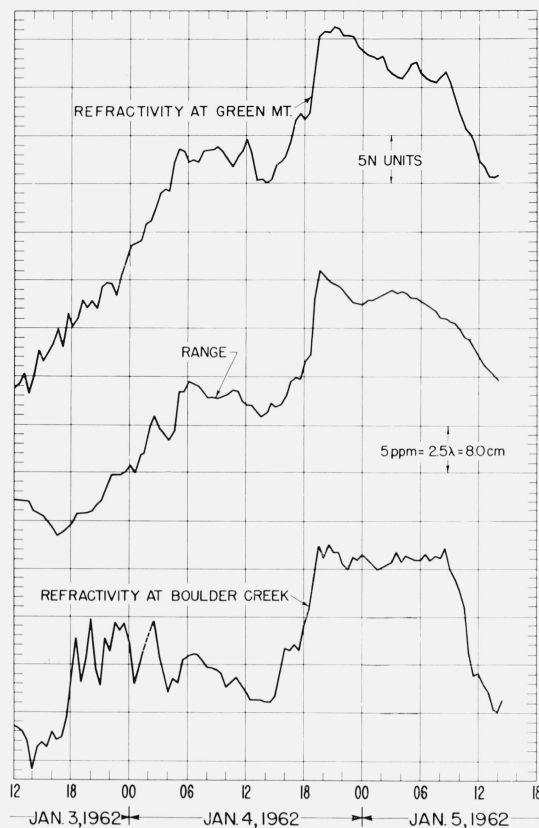 REFRACTIVITY AT GREEN MT.
5N UNITS
RANGE
5ppm=2.5λ=8.0cm
REFRACTIVITY AT BOULDER CREEK
12 18 00 06 12 18 00 06 12 18
JAN. 3, 1962 JAN. 4, 1962 JAN. 5, 1962